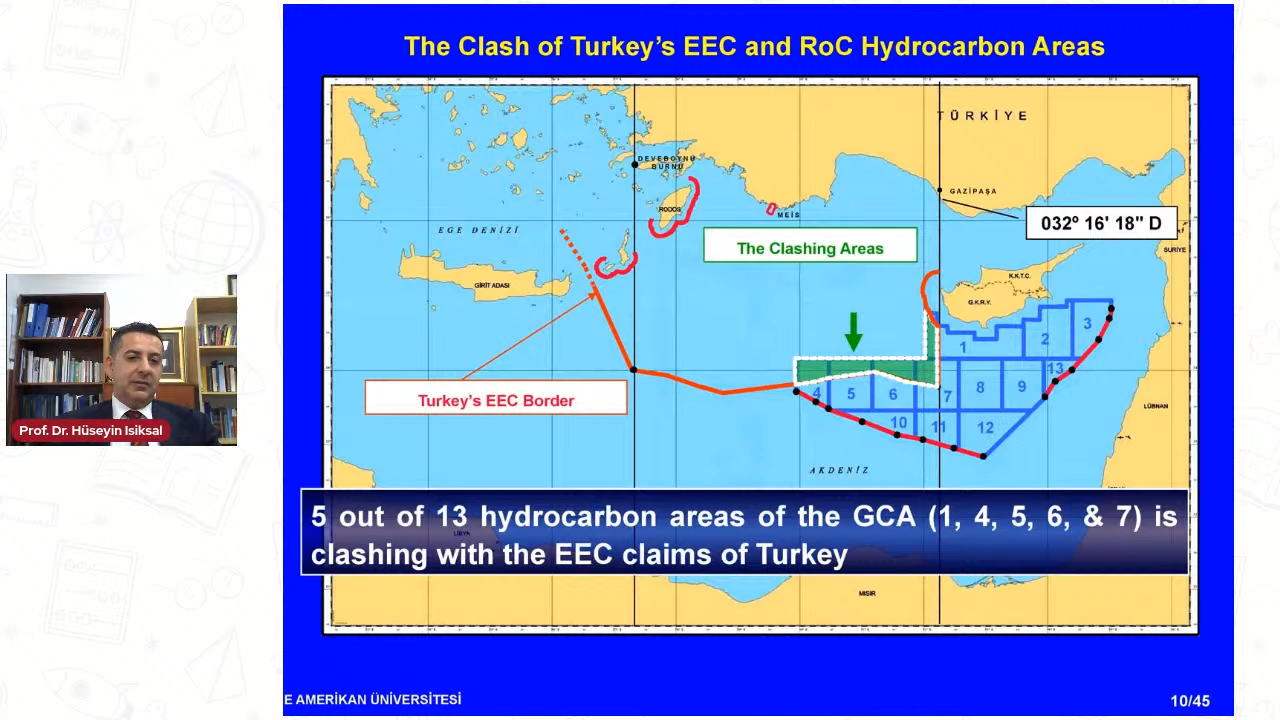 The Clash of Turkey's EEC and RoC Hydrocarbon Areas
TÜRKİYE
DEVEBOYNU
BURNU
GAZİPAŞA
RODOS
MEİS
032º 16' 18" D
EGE DENİZİ
The Clashing Areas
SURİYE
GİRİT ADASI
K.K.T.C.
G.K.R.Y.
3
2
1
13
4
5
6
7
8
9
Turkey's EEC Border
LÜBNAN
10
11
12
AKDENİZ
Prof. Dr. Hüseyin Isiksal
5 out of 13 hydrocarbon areas of the GCA (1, 4, 5, 6, & 7) is
clashing with the EEC claims of Turkey
LİBYA
MISIR
E AMERİKAN ÜNİVERSİTESİ
10/45